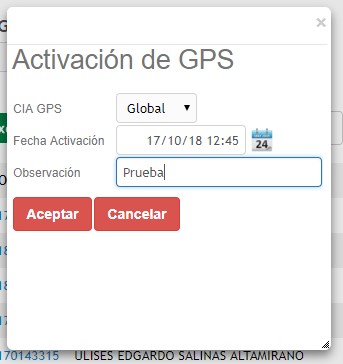 ×
Activación de GPS
CIA GPS Global
Fecha Activación 17/10/18 12:45 24
Observación Prueba
Aceptar Cancelar
170143315 ULISES EDGARDO SALINAS ALTAMIRANO